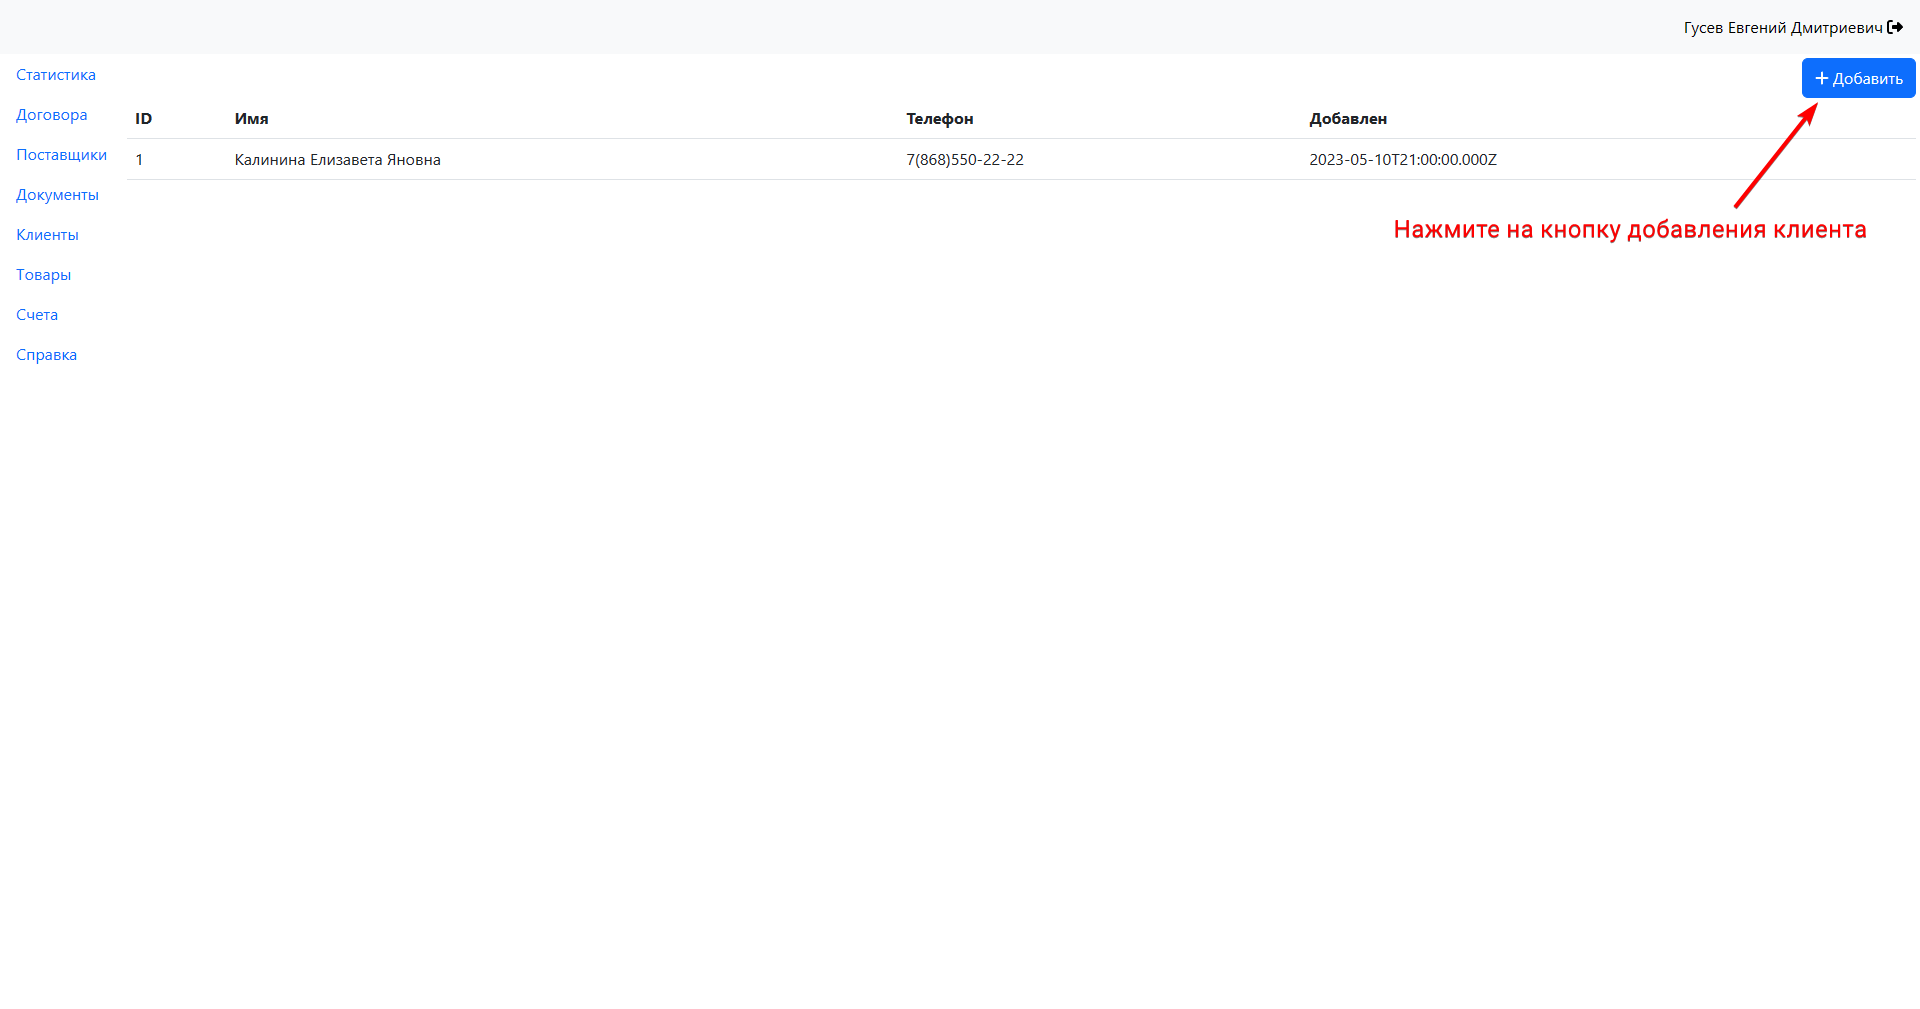 Гусев Евгений Дмитриевич
Статистика
Добавить
Договора
ID Имя Телефон Добавлен
Поставщики
1 Калинина Елизавета Яновна 7(868)550-22-22 2023-05-10T21:00:00.000Z
Документы
Нажмите на кнопку добавления клиента
Клиенты
Товары
Счета
Справка